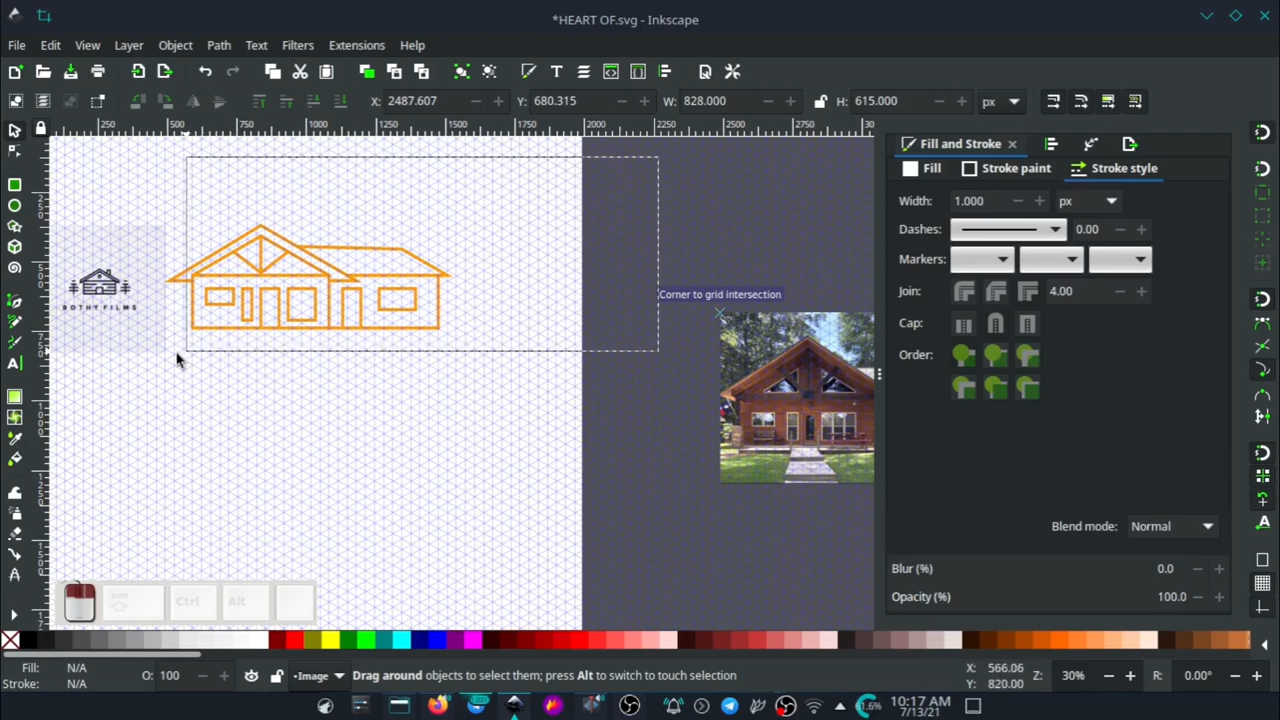 *HEART OF.svg - Inkscape
File Edit View Layer Object Path Text Filters Extensions Help
X: 2487.607 Y: 680.315 W: 828.000 H: 615.000 px
250 500 750 1000 1250 1500 1750 2000 2250 2500 2750 30
Fill and Stroke
Fill Stroke paint Stroke style
Width: 1.000 px
Dashes: 0.00
Markers:
Join: 4.00
Cap:
Order:
Corner to grid intersection
BOTHY FILMS
Blend mode: Normal
Blur (%) 0.0
Opacity (%) 100.0
Shift Ctrl Alt
Fill: N/A
Stroke: N/A
O: 100
•Image
Drag around objects to select them; press Alt to switch to touch selection
X: 566.06
Y: 820.00
Z: 30% R: 0.00°
10:17 AM
7/13/21